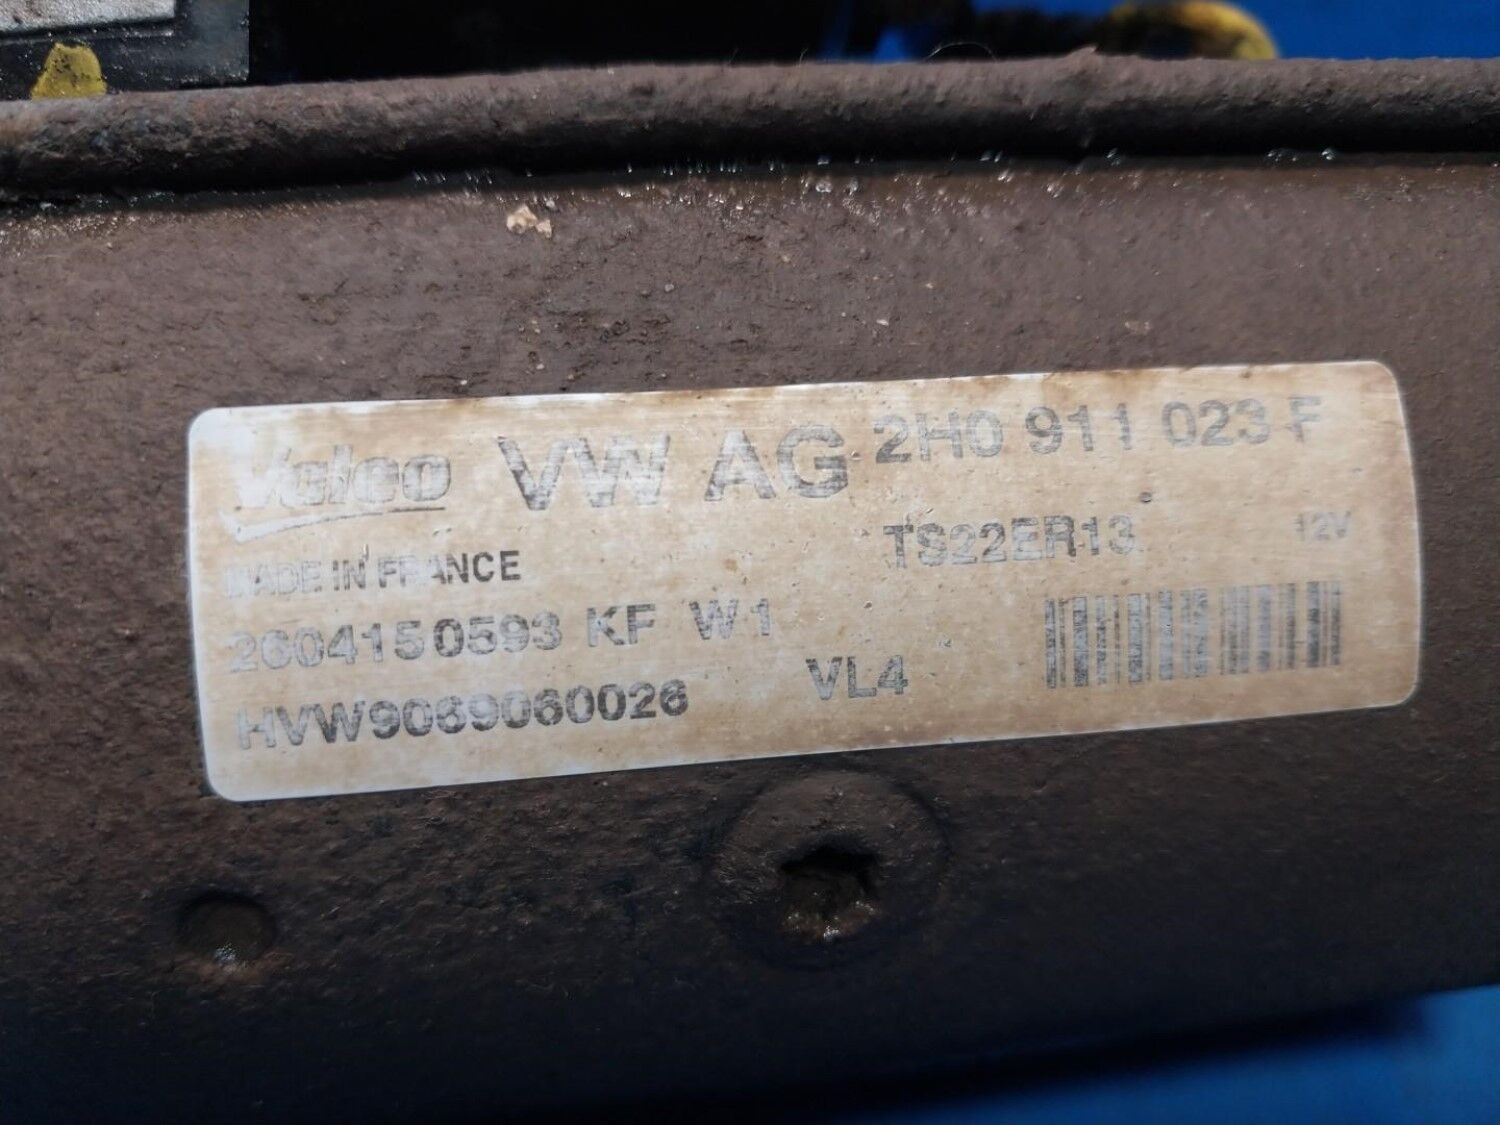 Valeo VW AG 2H0 911 023 F
TS22ER13 12V
MADE IN FRANCE
2604150593 KF W1
HVW9069060026 VL4